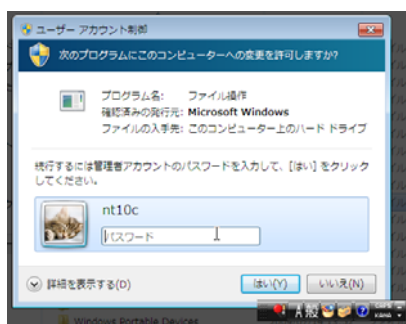 ユーザー アカウント制御
次のプログラムにこのコンピューターへの変更を許可しますか?
プログラム名: ファイル操作
確認済みの発行元: Microsoft Windows
ファイルの入手先: このコンピューター上のハード ドライブ
続行するには管理者アカウントのパスワードを入力して、[はい] をクリック
してください。
nt10c
パスワード
詳細を表示する(D)
はい(Y)
いいえ(N)
A 般
KANA
Windows Portable Devices